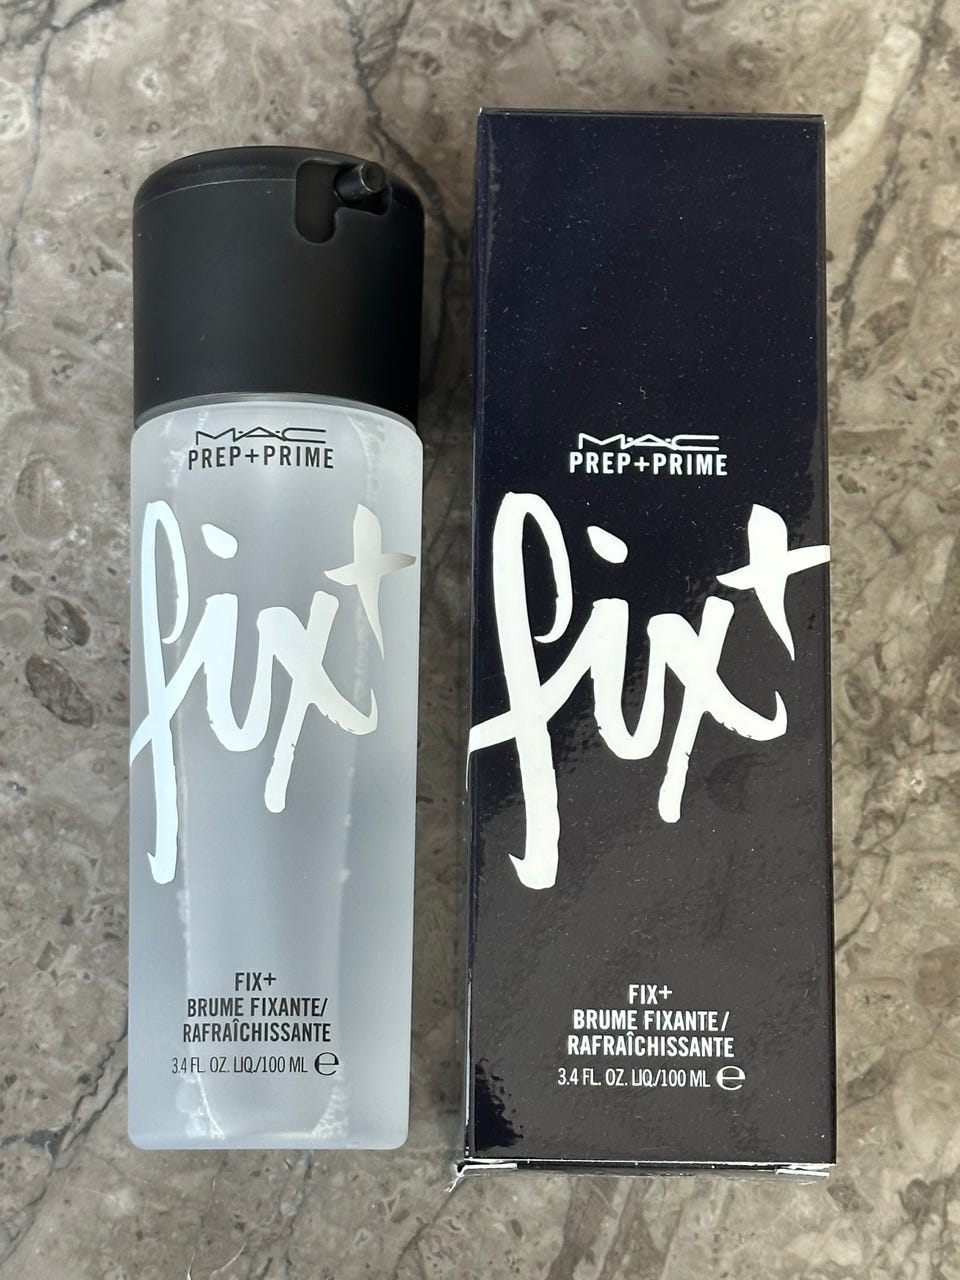 M·A·C
PREP+PRIME
fix+
FIX+
BRUME FIXANTE/
RAFRAÎCHISSANTE
3.4 FL. OZ. LIQ./100 ML ℮
M·A·C
PREP+PRIME
fix+
FIX+
BRUME FIXANTE/
RAFRAÎCHISSANTE
3.4 FL. OZ. LIQ./100 ML ℮